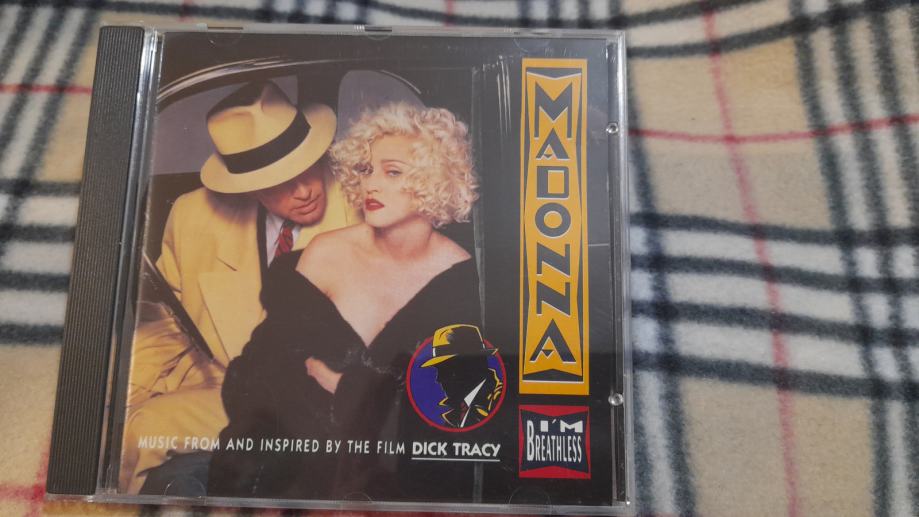 MADONNA
I'M
BREATHLESS
MUSIC FROM AND INSPIRED BY THE FILM DICK TRACY